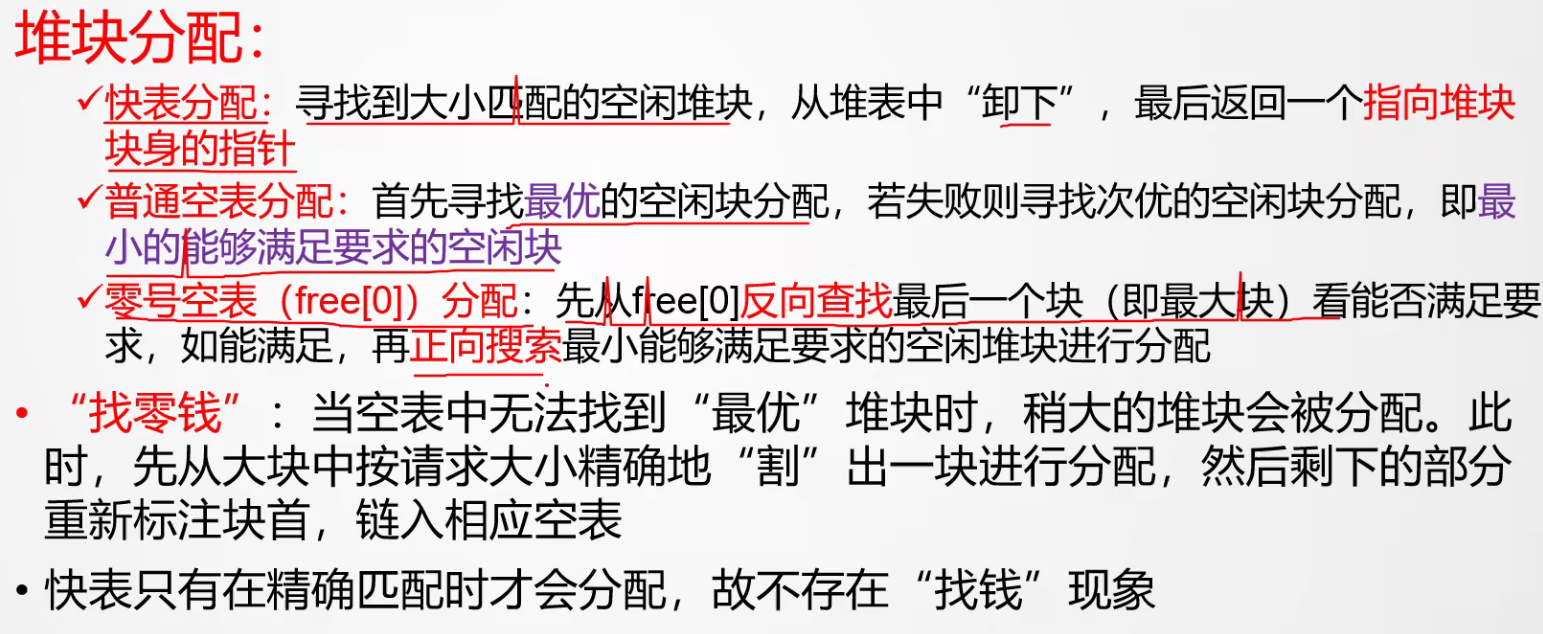 堆块分配：
✓快表分配：寻找到大小匹配的空闲堆块，从堆表中“卸下”，最后返回一个指向堆块
块身的指针
✓普通空表分配：首先寻找最优的空闲块分配，若失败则寻找次优的空闲块分配，即最
小的能够满足要求的空闲块
✓零号空表（free[0]）分配：先从free[0]反向查找最后一个块（即最大块）看能否满足要
求，如能满足，再正向搜索最小能够满足要求的空闲堆块进行分配
• “找零钱”：当空表中无法找到“最优”堆块时，稍大的堆块会被分配。此
时，先从大块中按请求大小精确地“割”出一块进行分配，然后剩下的部分
重新标注块首，链入相应空表
• 快表只有在精确匹配时才会分配，故不存在“找钱”现象